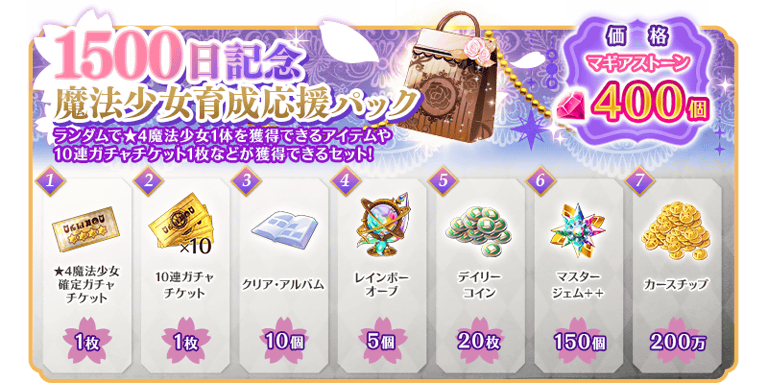 1500日記念
魔法少女育成応援パック
ランダムで★4魔法少女1体を獲得できるアイテムや
10連ガチャチケット1枚などが獲得できるセット!
価格
マギアストーン
400個
1
★4魔法少女
確定ガチャ
チケット
1枚
2
×10
10連ガチャ
チケット
1枚
3
クリア・アルバム
10個
4
レインボー
オーブ
5個
5
デイリー
コイン
20枚
6
マスター
ジェム++
150個
7
カースチップ
200万